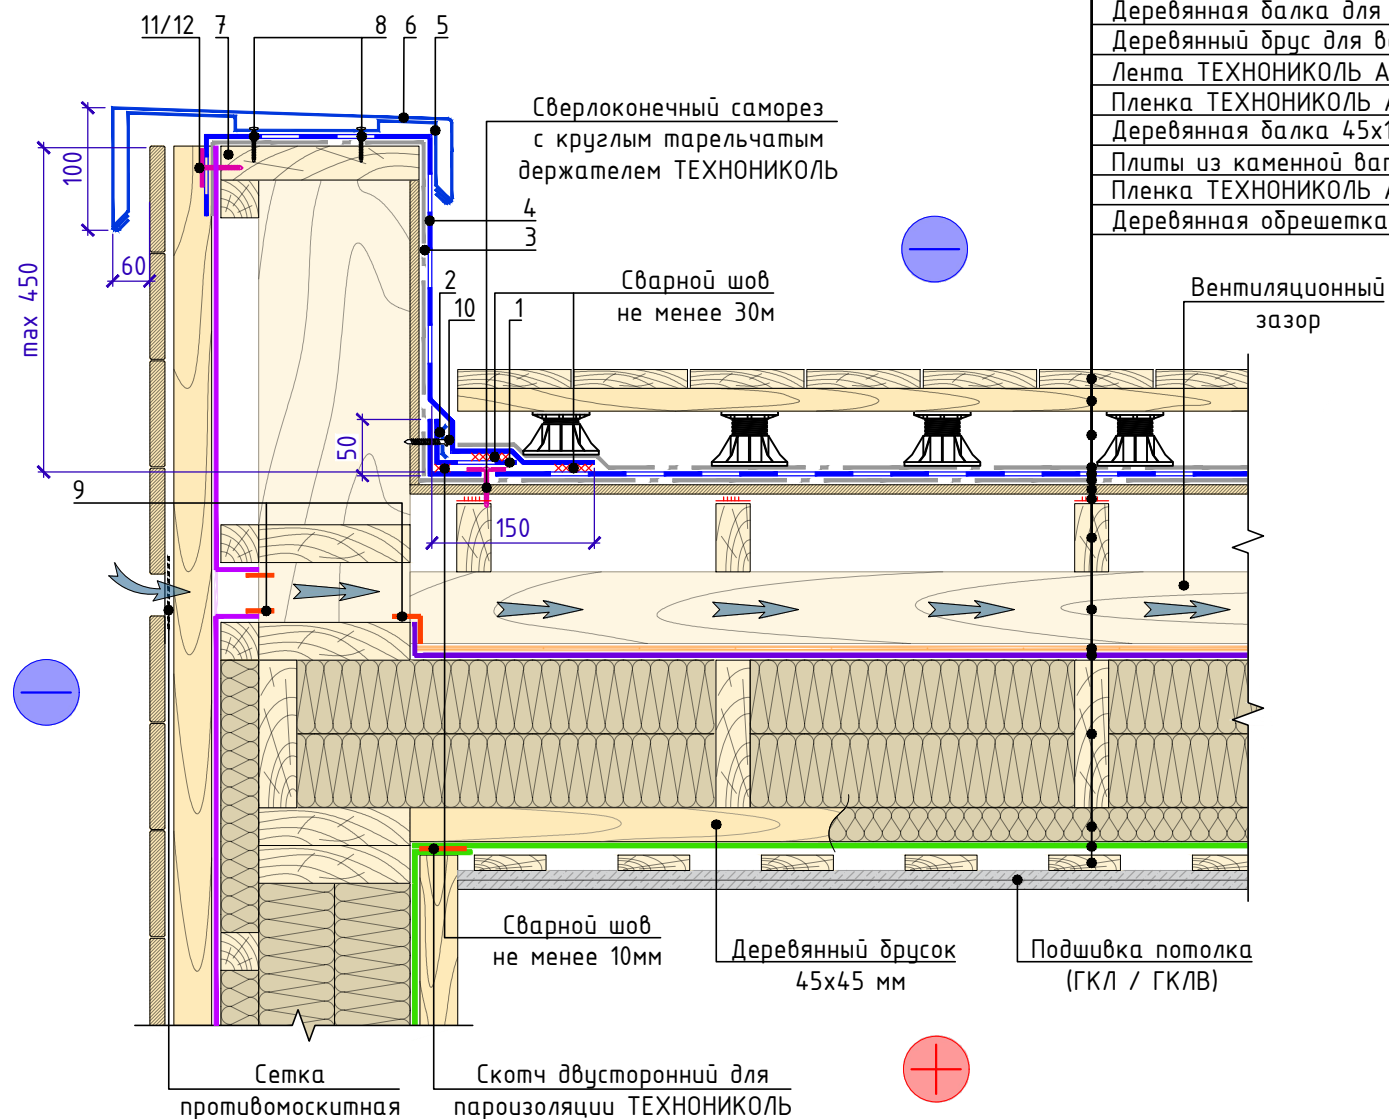 Деревянная балка для
Деревянный брус для
Лента ТЕХНОНИКОЛЬ
Пленка ТЕХНОНИКОЛЬ
Деревянная балка
Плиты из каменной
Пленка ТЕХНОНИКОЛЬ
Деревянная обрешетка
11/12
7
8
6
5
Сверлоконечный саморез
с круглым тарельчатым
держателем ТЕХНОНИКОЛЬ
100
60
max 450
4
3
2
10
1
Сварной шов
не менее 30м
Вентиляционный
зазор
50
150
9
Сварной шов
не менее 10мм
Деревянный брусок
45х45 мм
Подшивка потолка
(ГКЛ / ГКЛВ)
Сетка
противомоскитная
Скотч двусторонний для
пароизоляции ТЕХНОНИКОЛЬ